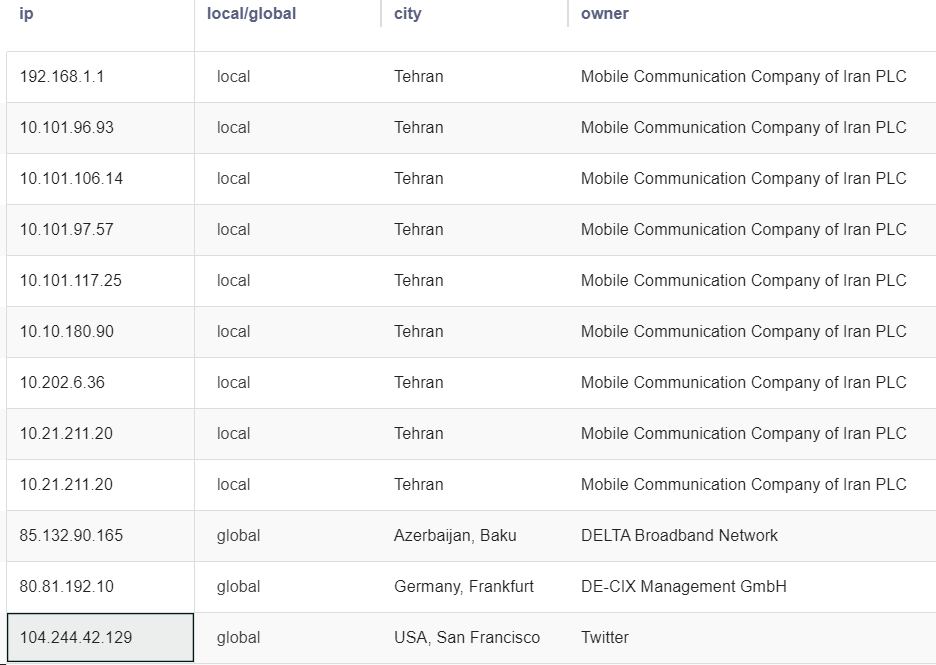 ip local/global city owner
192.168.1.1 local Tehran Mobile Communication Company of Iran PLC
10.101.96.93 local Tehran Mobile Communication Company of Iran PLC
10.101.106.14 local Tehran Mobile Communication Company of Iran PLC
10.101.97.57 local Tehran Mobile Communication Company of Iran PLC
10.101.117.25 local Tehran Mobile Communication Company of Iran PLC
10.10.180.90 local Tehran Mobile Communication Company of Iran PLC
10.202.6.36 local Tehran Mobile Communication Company of Iran PLC
10.21.211.20 local Tehran Mobile Communication Company of Iran PLC
10.21.211.20 local Tehran Mobile Communication Company of Iran PLC
85.132.90.165 global Azerbaijan, Baku DELTA Broadband Network
80.81.192.10 global Germany, Frankfurt DE-CIX Management GmbH
104.244.42.129 global USA, San Francisco Twitter